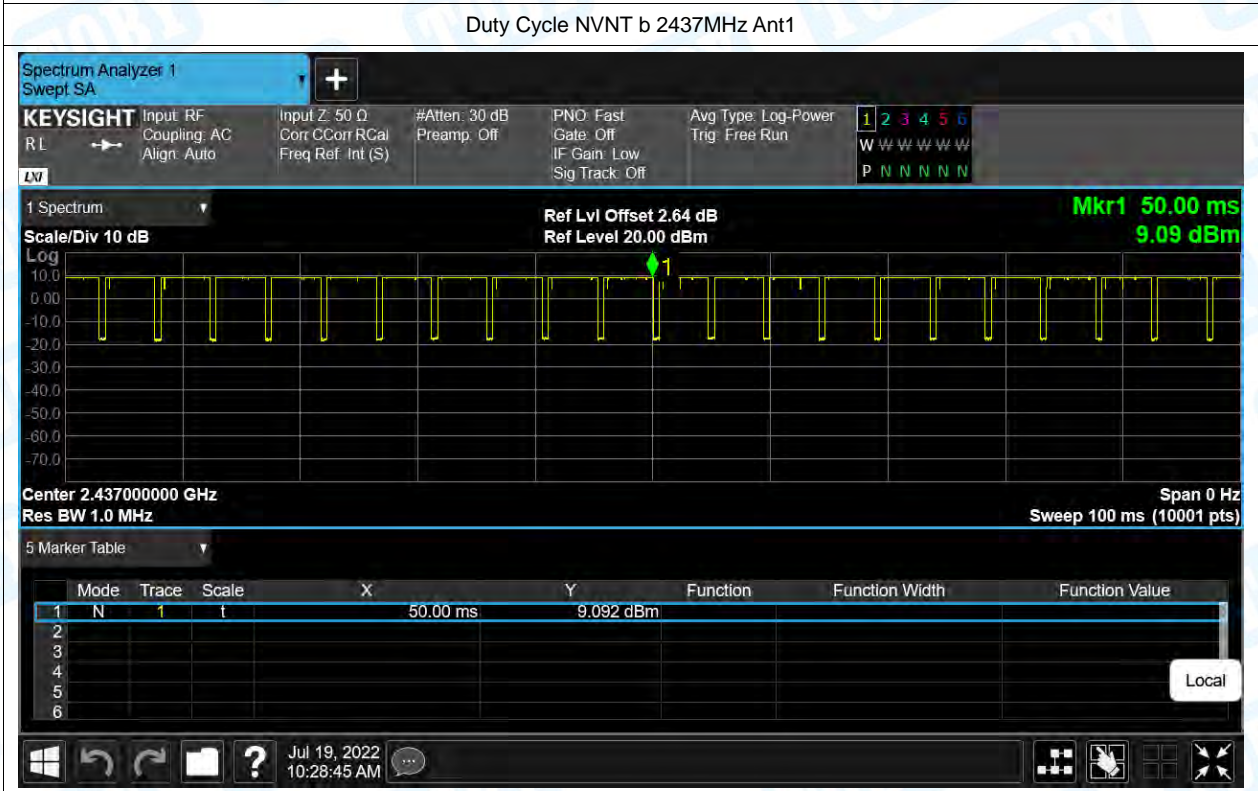 Duty Cycle NVNT b 2437MHz Ant1
Spectrum Analyzer 1
Swept SA
+
KEYSIGHT Input: RF Input Z: 50 Ω #Atten: 30 dB PNO: Fast Avg Type: Log-Power 1 2 3 4 5 6
R L Coupling: AC Corr CCorr RCal Preamp: Off Gate: Off Trig: Free Run W W W W W W
Align: Auto Freq Ref: Int (S) IF Gain: Low P N N N N N
LXI Sig Track: Off
1 Spectrum Ref Lvl Offset 2.64 dB Mkr1 50.00 ms
Scale/Div 10 dB Ref Level 20.00 dBm 9.09 dBm
Log
1
10.0
0.00
-10.0
-20.0
-30.0
-40.0
-50.0
-60.0
-70.0
Center 2.437000000 GHz Span 0 Hz
Res BW 1.0 MHz Sweep 100 ms (10001 pts)
5 Marker Table
Mode Trace Scale X Y Function Function Width Function Value
1 N 1 t 50.00 ms 9.092 dBm
2
3
4
5
6
Local
? Jul 19, 2022
10:28:45 AM